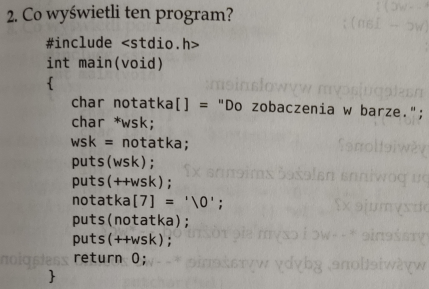 2. Co wyświetli ten program?
#include <stdio.h>
int main(void)
{
char notatka[] = "Do zobaczenia w barze.";
char *wsk;
wsk = notatka;
puts(wsk);
puts(++wsk);
notatka[7] = '\0';
puts(notatka);
puts(++wsk);
return 0;
}